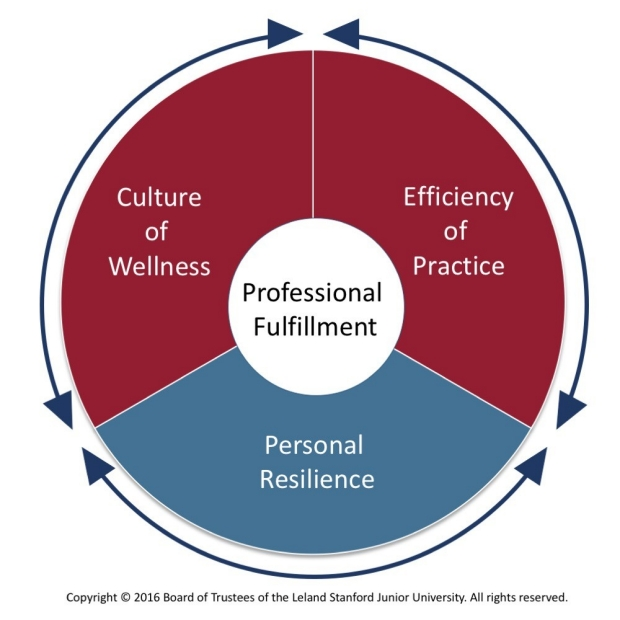 Culture
of
Wellness
Efficiency
of
Practice
Professional
Fulfillment
Personal
Resilience
Copyright © 2016 Board of Trustees of the Leland Stanford Junior University. All rights reserved.